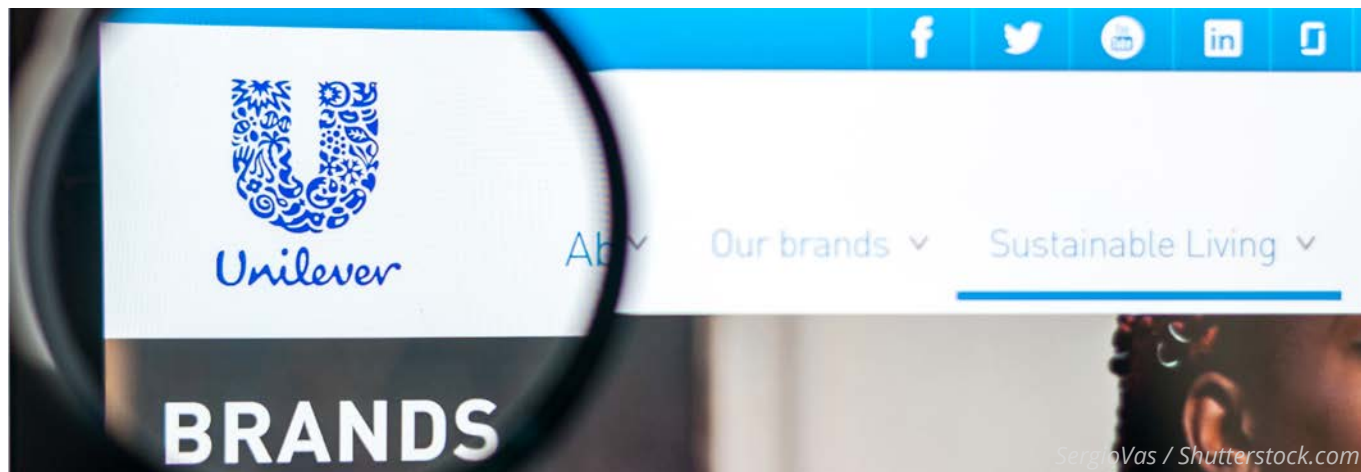 f
in
Unilever
Ab
Our brands
Sustainable Living
BRANDS
SergioVas / Shutterstock.com